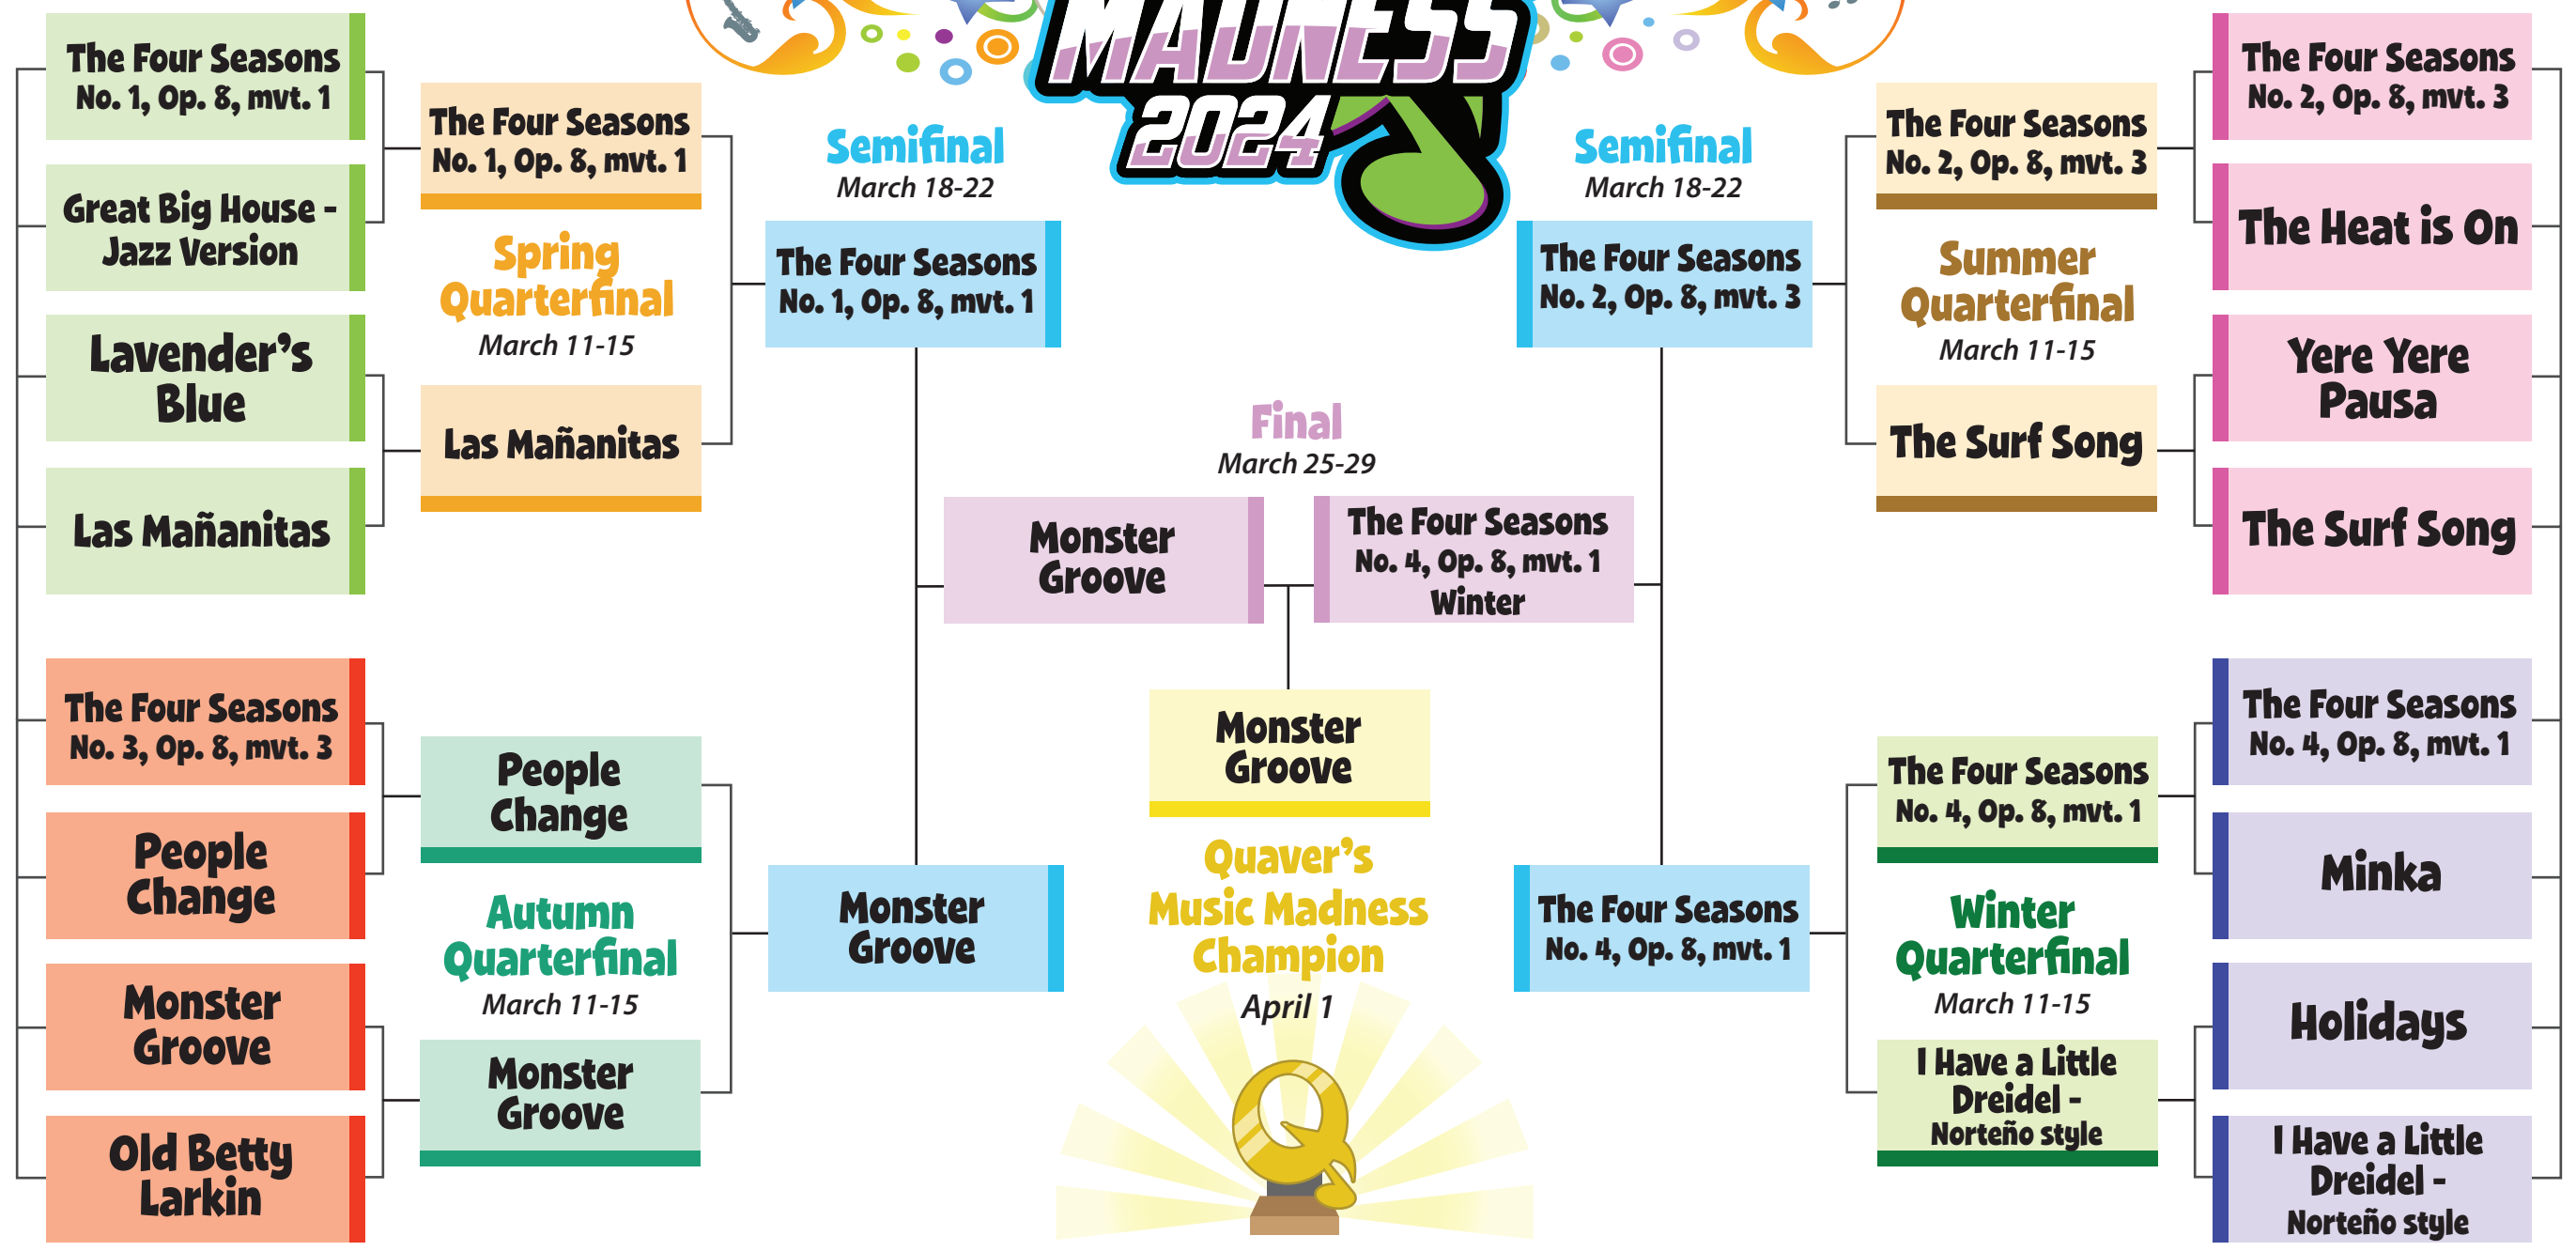 MADNESS
2024
The Four Seasons
No. 1, Op. 8, mvt. 1
Great Big House -
Jazz Version
Lavender's
Blue
Las Mañanitas
The Four Seasons
No. 3, Op. 8, mvt. 3
People
Change
Monster
Groove
Old Betty
Larkin
The Four Seasons
No. 1, Op. 8, mvt. 1
Spring
Quarterfinal
March 11-15
Las Mañanitas
People
Change
Autumn
Quarterfinal
March 11-15
Monster
Groove
Semifinal
March 18-22
The Four Seasons
No. 1, Op. 8, mvt. 1
Monster
Groove
Final
March 25-29
Monster
Groove
The Four Seasons
No. 4, Op. 8, mvt. 1
Winter
Monster
Groove
Quaver's
Music Madness
Champion
April 1
Semifinal
March 18-22
The Four Seasons
No. 2, Op. 8, mvt. 3
The Four Seasons
No. 4, Op. 8, mvt. 1
The Four Seasons
No. 2, Op. 8, mvt. 3
Summer
Quarterfinal
March 11-15
The Surf Song
The Four Seasons
No. 4, Op. 8, mvt. 1
Winter
Quarterfinal
March 11-15
I Have a Little
Dreidel -
Norteño style
The Four Seasons
No. 2, Op. 8, mvt. 3
The Heat is On
Yere Yere
Pausa
The Surf Song
The Four Seasons
No. 4, Op. 8, mvt. 1
Minka
Holidays
I Have a Little
Dreidel -
Norteño style